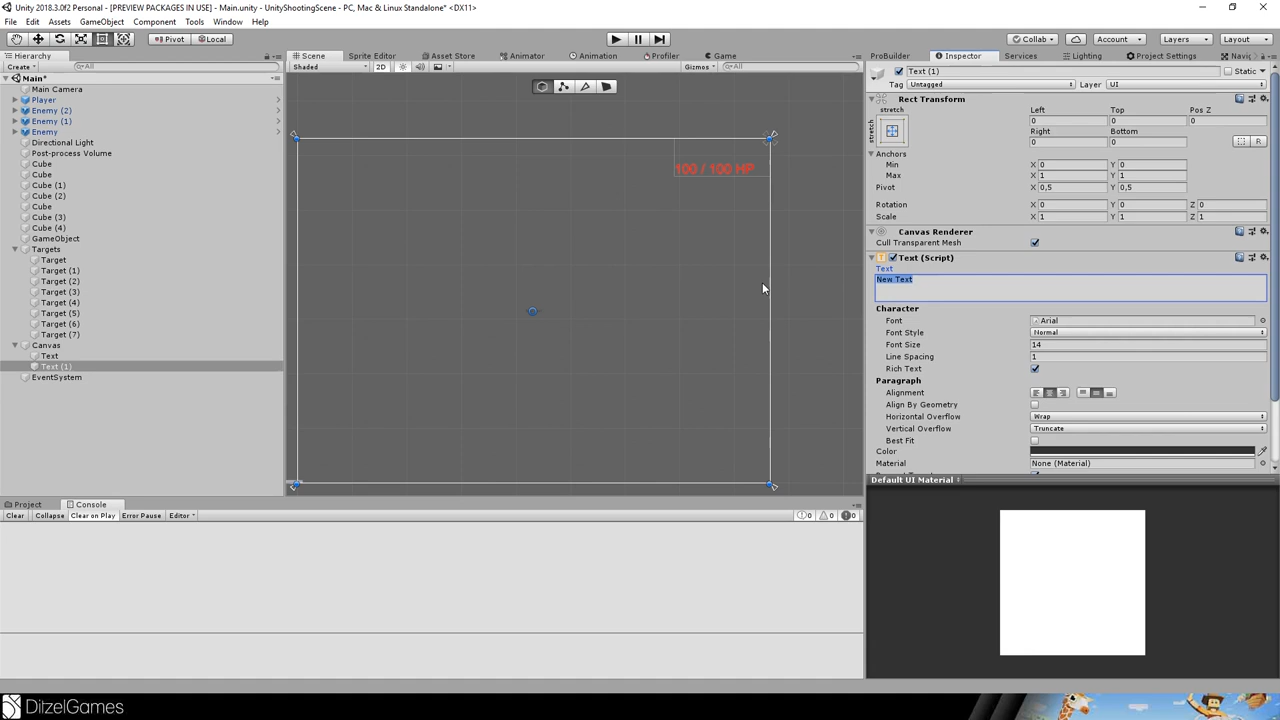 Unity 2018.3.0f2 Personal - [PREVIEW PACKAGES IN USE] - Main.unity - UnityShootingScene - PC, Mac & Linux Standalone* <DX11>
File Edit Assets GameObject Component Tools Window Help
Pivot Local Collab Account Layers Layout
Hierarchy Scene Sprite Editor Asset Store Animator Animation Profiler Game ProBuilder Inspector Services Lighting Project Settings Navig
Create All Shaded 2D Gizmos All
Text (1) Static
Tag Untagged Layer UI
Main*
Main Camera
Player
Enemy (2)
Enemy (1)
Enemy
Directional Light
Post-process Volume
Cube
Cube
Cube (1)
Cube (2)
Cube
Cube (3)
Cube (4)
GameObject
Targets
Target
Target (1)
Target (2)
Target (3)
Target (4)
Target (5)
Target (6)
Target (7)
Canvas
Text
Text (1)
EventSystem
100 / 100 HP
Rect Transform
stretch
stretch
Left Top Pos Z
0 0 0
Right Bottom
0 0
R
Anchors
Min X 0 Y 0
Max X 1 Y 1
Pivot X 0,5 Y 0,5
Rotation X 0 Y 0 Z 0
Scale X 1 Y 1 Z 1
Canvas Renderer
Cull Transparent Mesh
Text (Script)
Text
New Text
Character
Font Arial
Font Style Normal
Font Size 14
Line Spacing 1
Rich Text
Paragraph
Alignment
Align By Geometry
Horizontal Overflow Wrap
Vertical Overflow Truncate
Best Fit
Color
Material None (Material)
Default UI Material
Project Console
Clear Collapse Clear on Play Error Pause Editor 0 0 0
DitzelGames